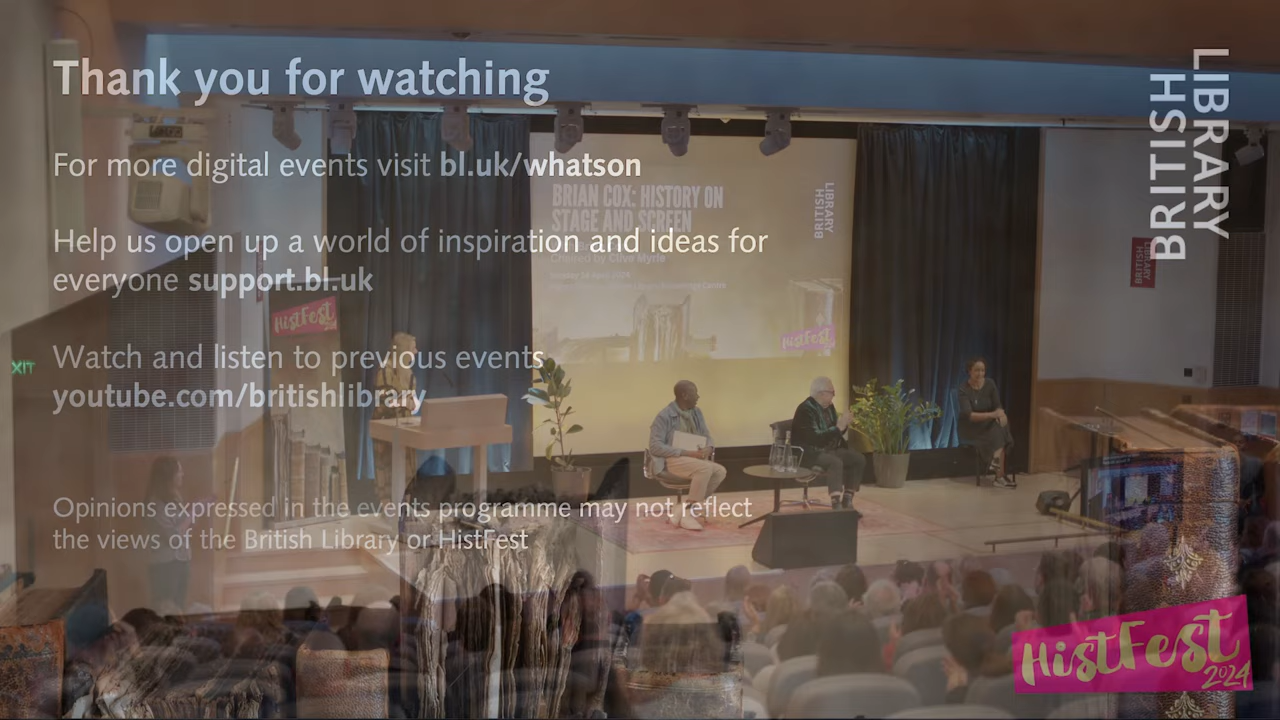 Thank you for watching
For more digital events visit bl.uk/whatson
Help us open up a world of inspiration and ideas for
everyone support.bl.uk
Watch and listen to previous events
youtube.com/britishlibrary
Opinions expressed in the events programme may not reflect
the views of the British Library or HistFest
BRITISH
LIBRARY
BRIAN COX: HISTORY ON
STAGE AND SCREEN
Chaired by Clive Myrie
BRITISH
LIBRARY
HistFest
HistFest
BRITISH
LIBRARY
XIT
HistFest
2024